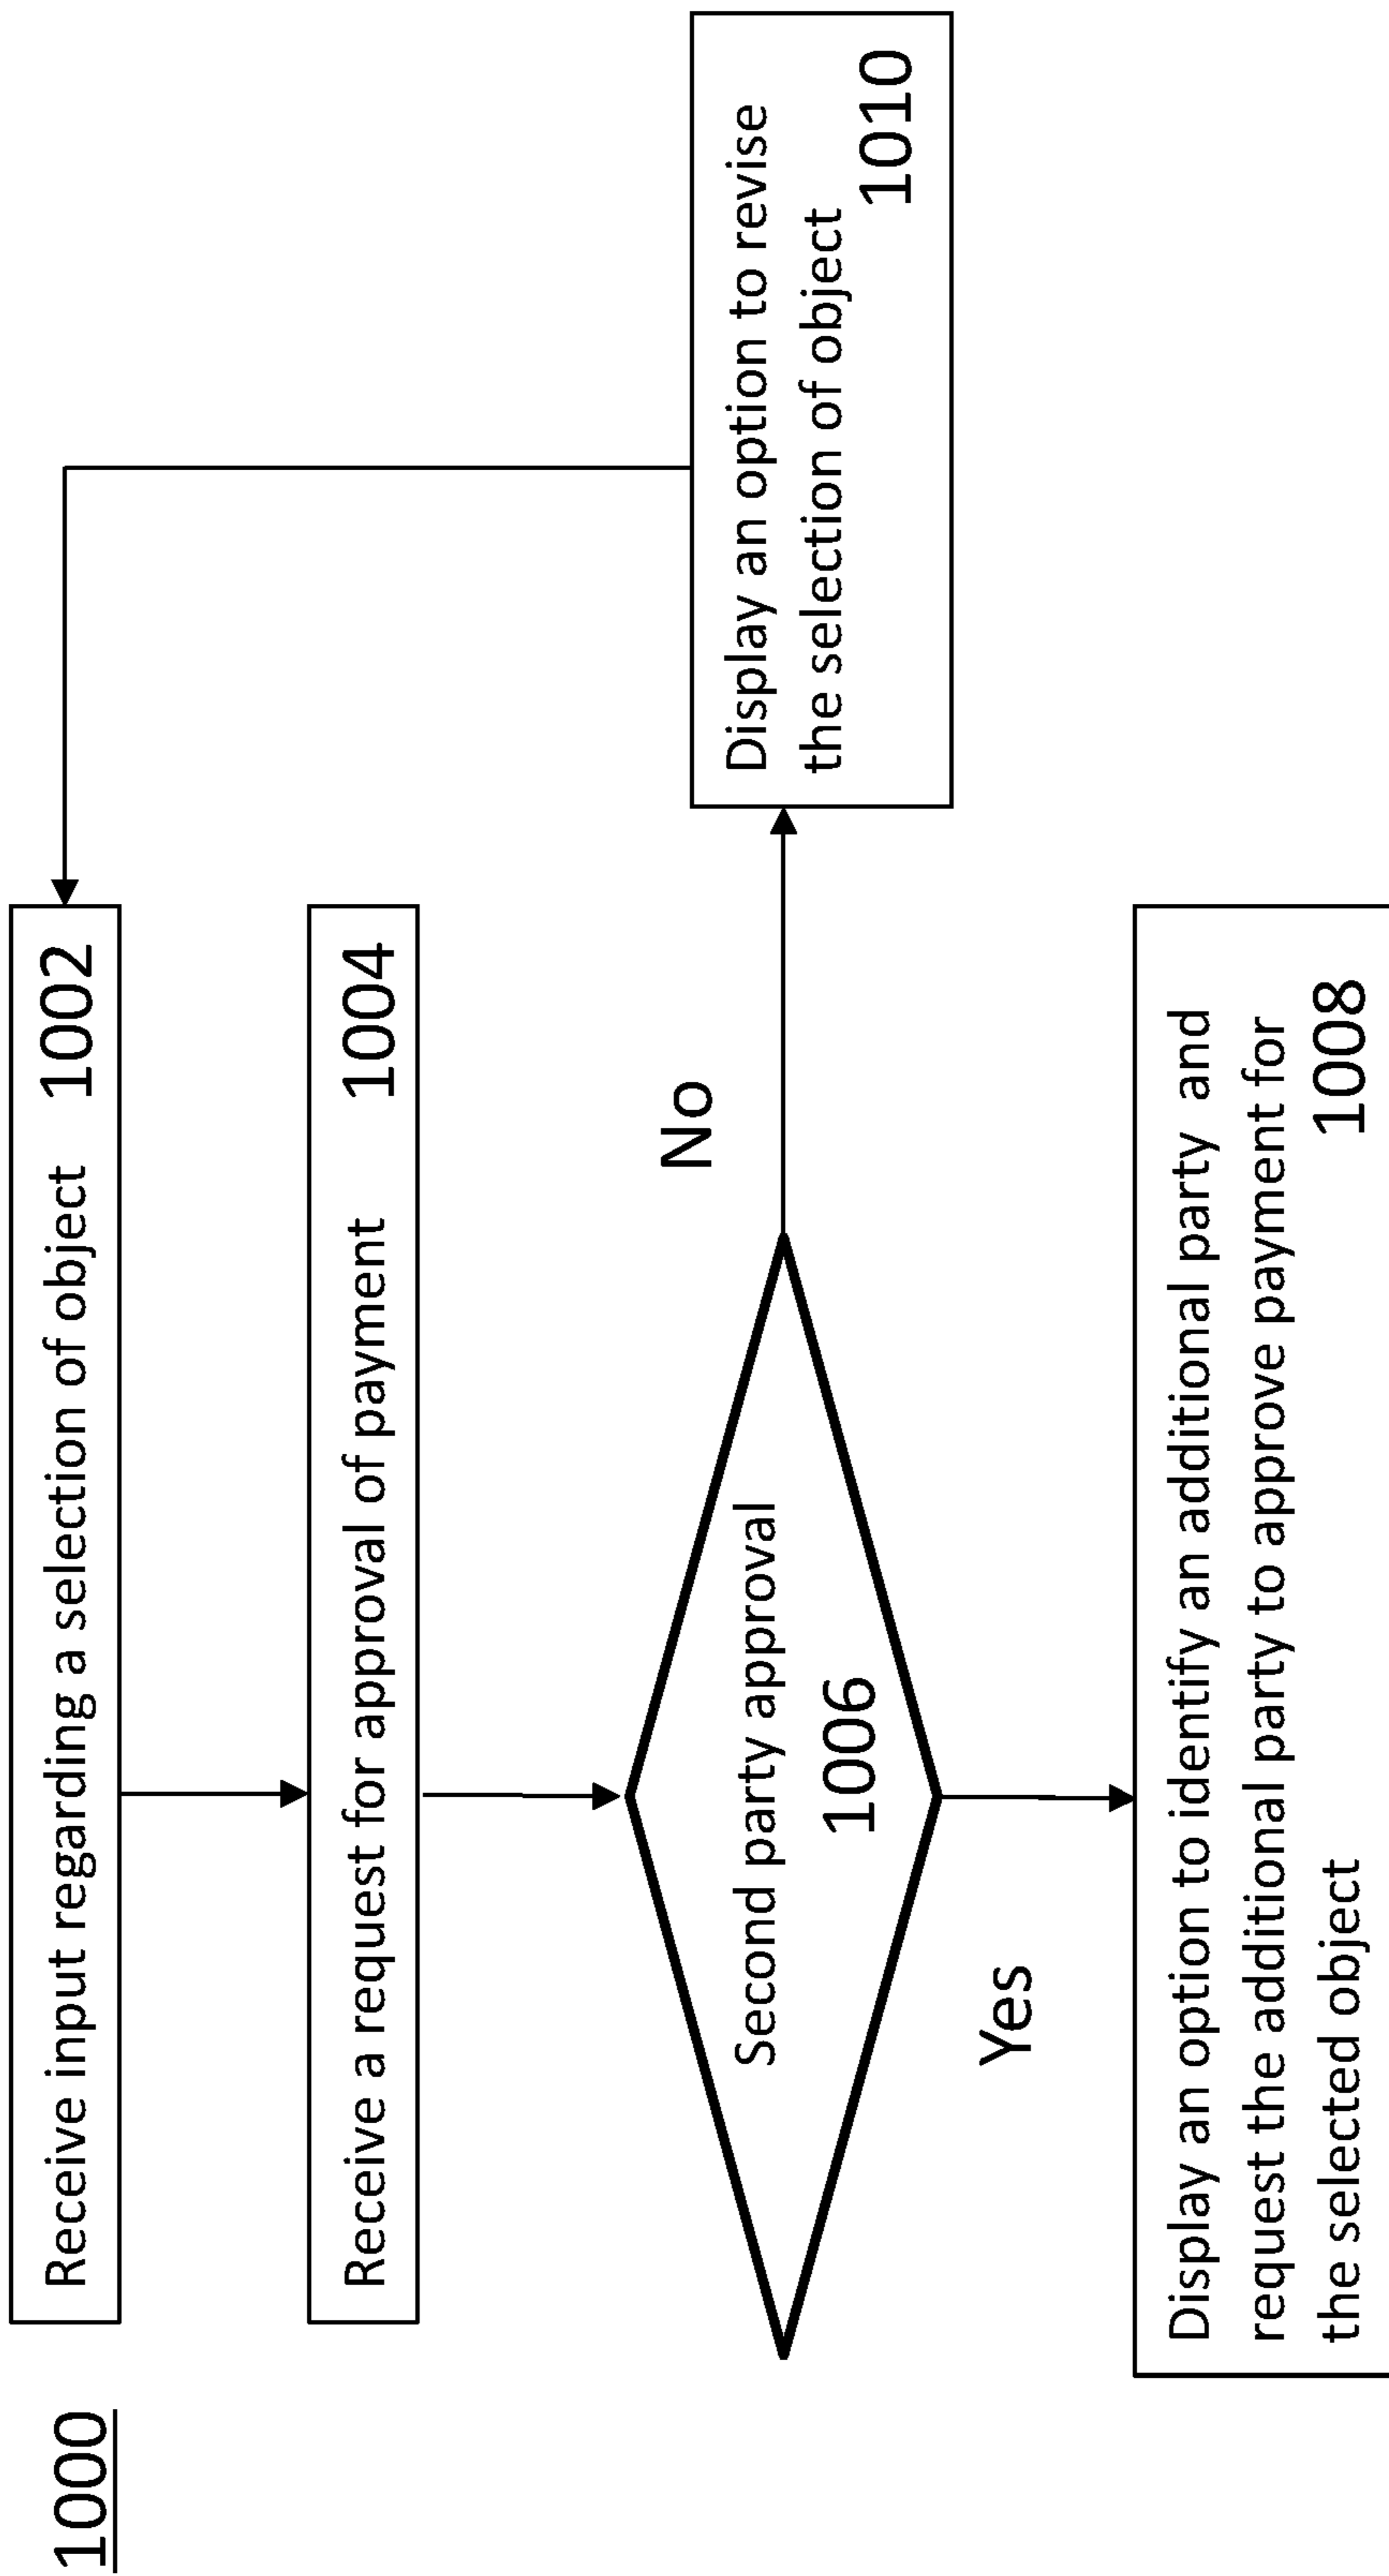 1000
Receive input regarding a selection of object 1002
Receive a request for approval of payment 1004
Second party approval
1006
No
Yes
Display an option to revise
the selection of object
1010
Display an option to identify an additional party and
request the additional party to approve payment for
the selected object
1008